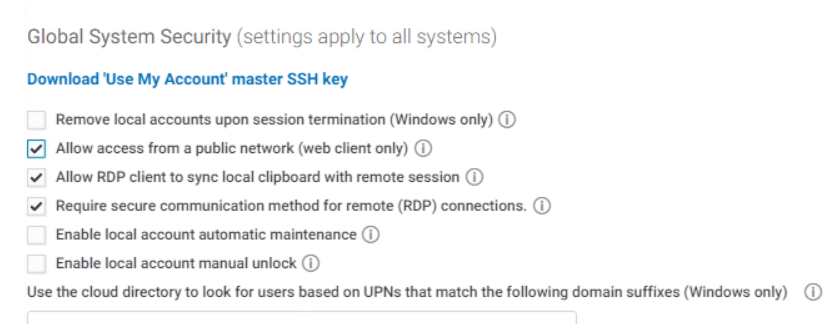 Global System Security (settings apply to all systems)
Download 'Use My Account' master SSH key
Remove local accounts upon session termination (Windows only)
Allow access from a public network (web client only)
Allow RDP client to sync local clipboard with remote session
Require secure communication method for remote (RDP) connections.
Enable local account automatic maintenance
Enable local account manual unlock
Use the cloud directory to look for users based on UPNs that match the following domain suffixes (Windows only)